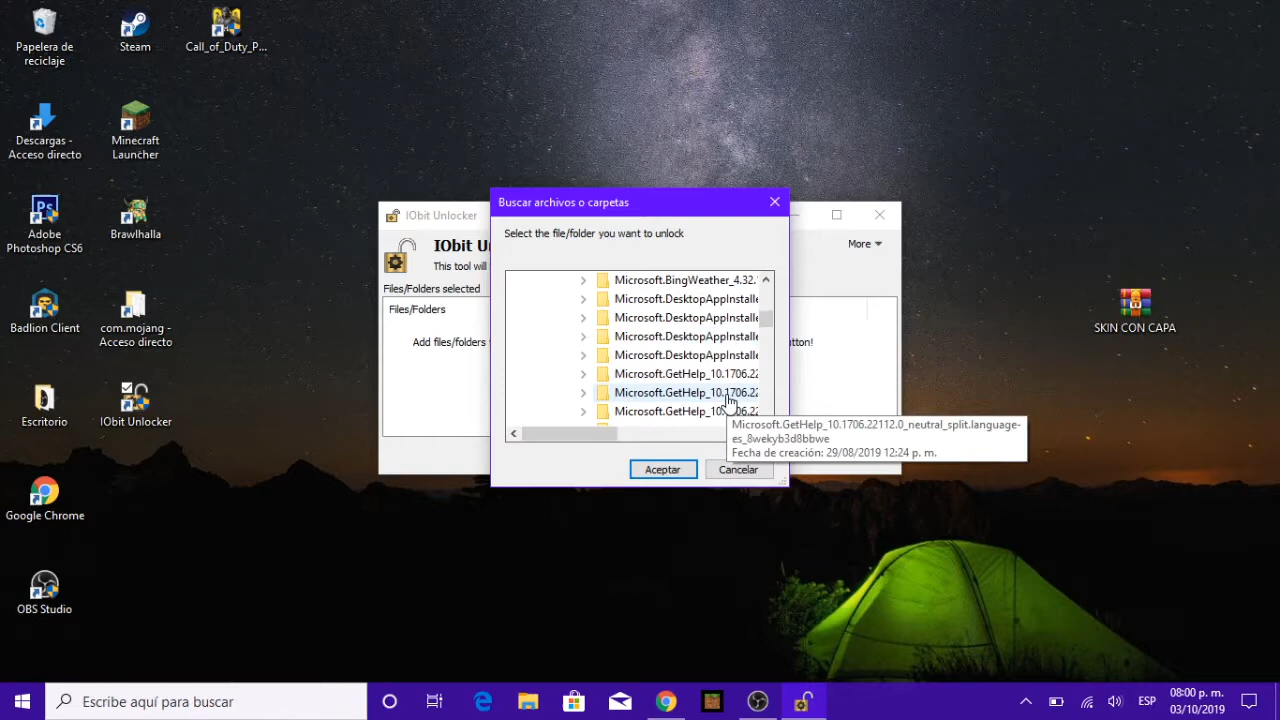 Papelera de
reciclaje
Steam
Call_of_Duty_P...
Descargas -
Acceso directo
Minecraft
Launcher
Adobe
Photoshop CS6
Brawlhalla
Badlion Client
com.mojang -
Acceso directo
Escritorio
IObit Unlocker
Google Chrome
OBS Studio
SKIN CON CAPA
IObit Unlocker
More
IObit Un
This tool will
Files/Folders selected
Files/Folders
Add files/folders
utton!
Buscar archivos o carpetas
Select the file/folder you want to unlock
Microsoft.BingWeather_4.32.
Microsoft.DesktopAppInstalle
Microsoft.DesktopAppInstalle
Microsoft.DesktopAppInstalle
Microsoft.DesktopAppInstalle
Microsoft.GetHelp_10.1706.22
Microsoft.GetHelp_10.1706.22
Microsoft.GetHelp_10.1706.22
Microsoft.GetHelp_10.1706.22112.0_neutral_split.language-
es_8wekyb3d8bbwe
Fecha de creación: 29/08/2019 12:24 p. m.
Aceptar
Cancelar
Escribe aquí para buscar
ESP
08:00 p. m.
03/10/2019